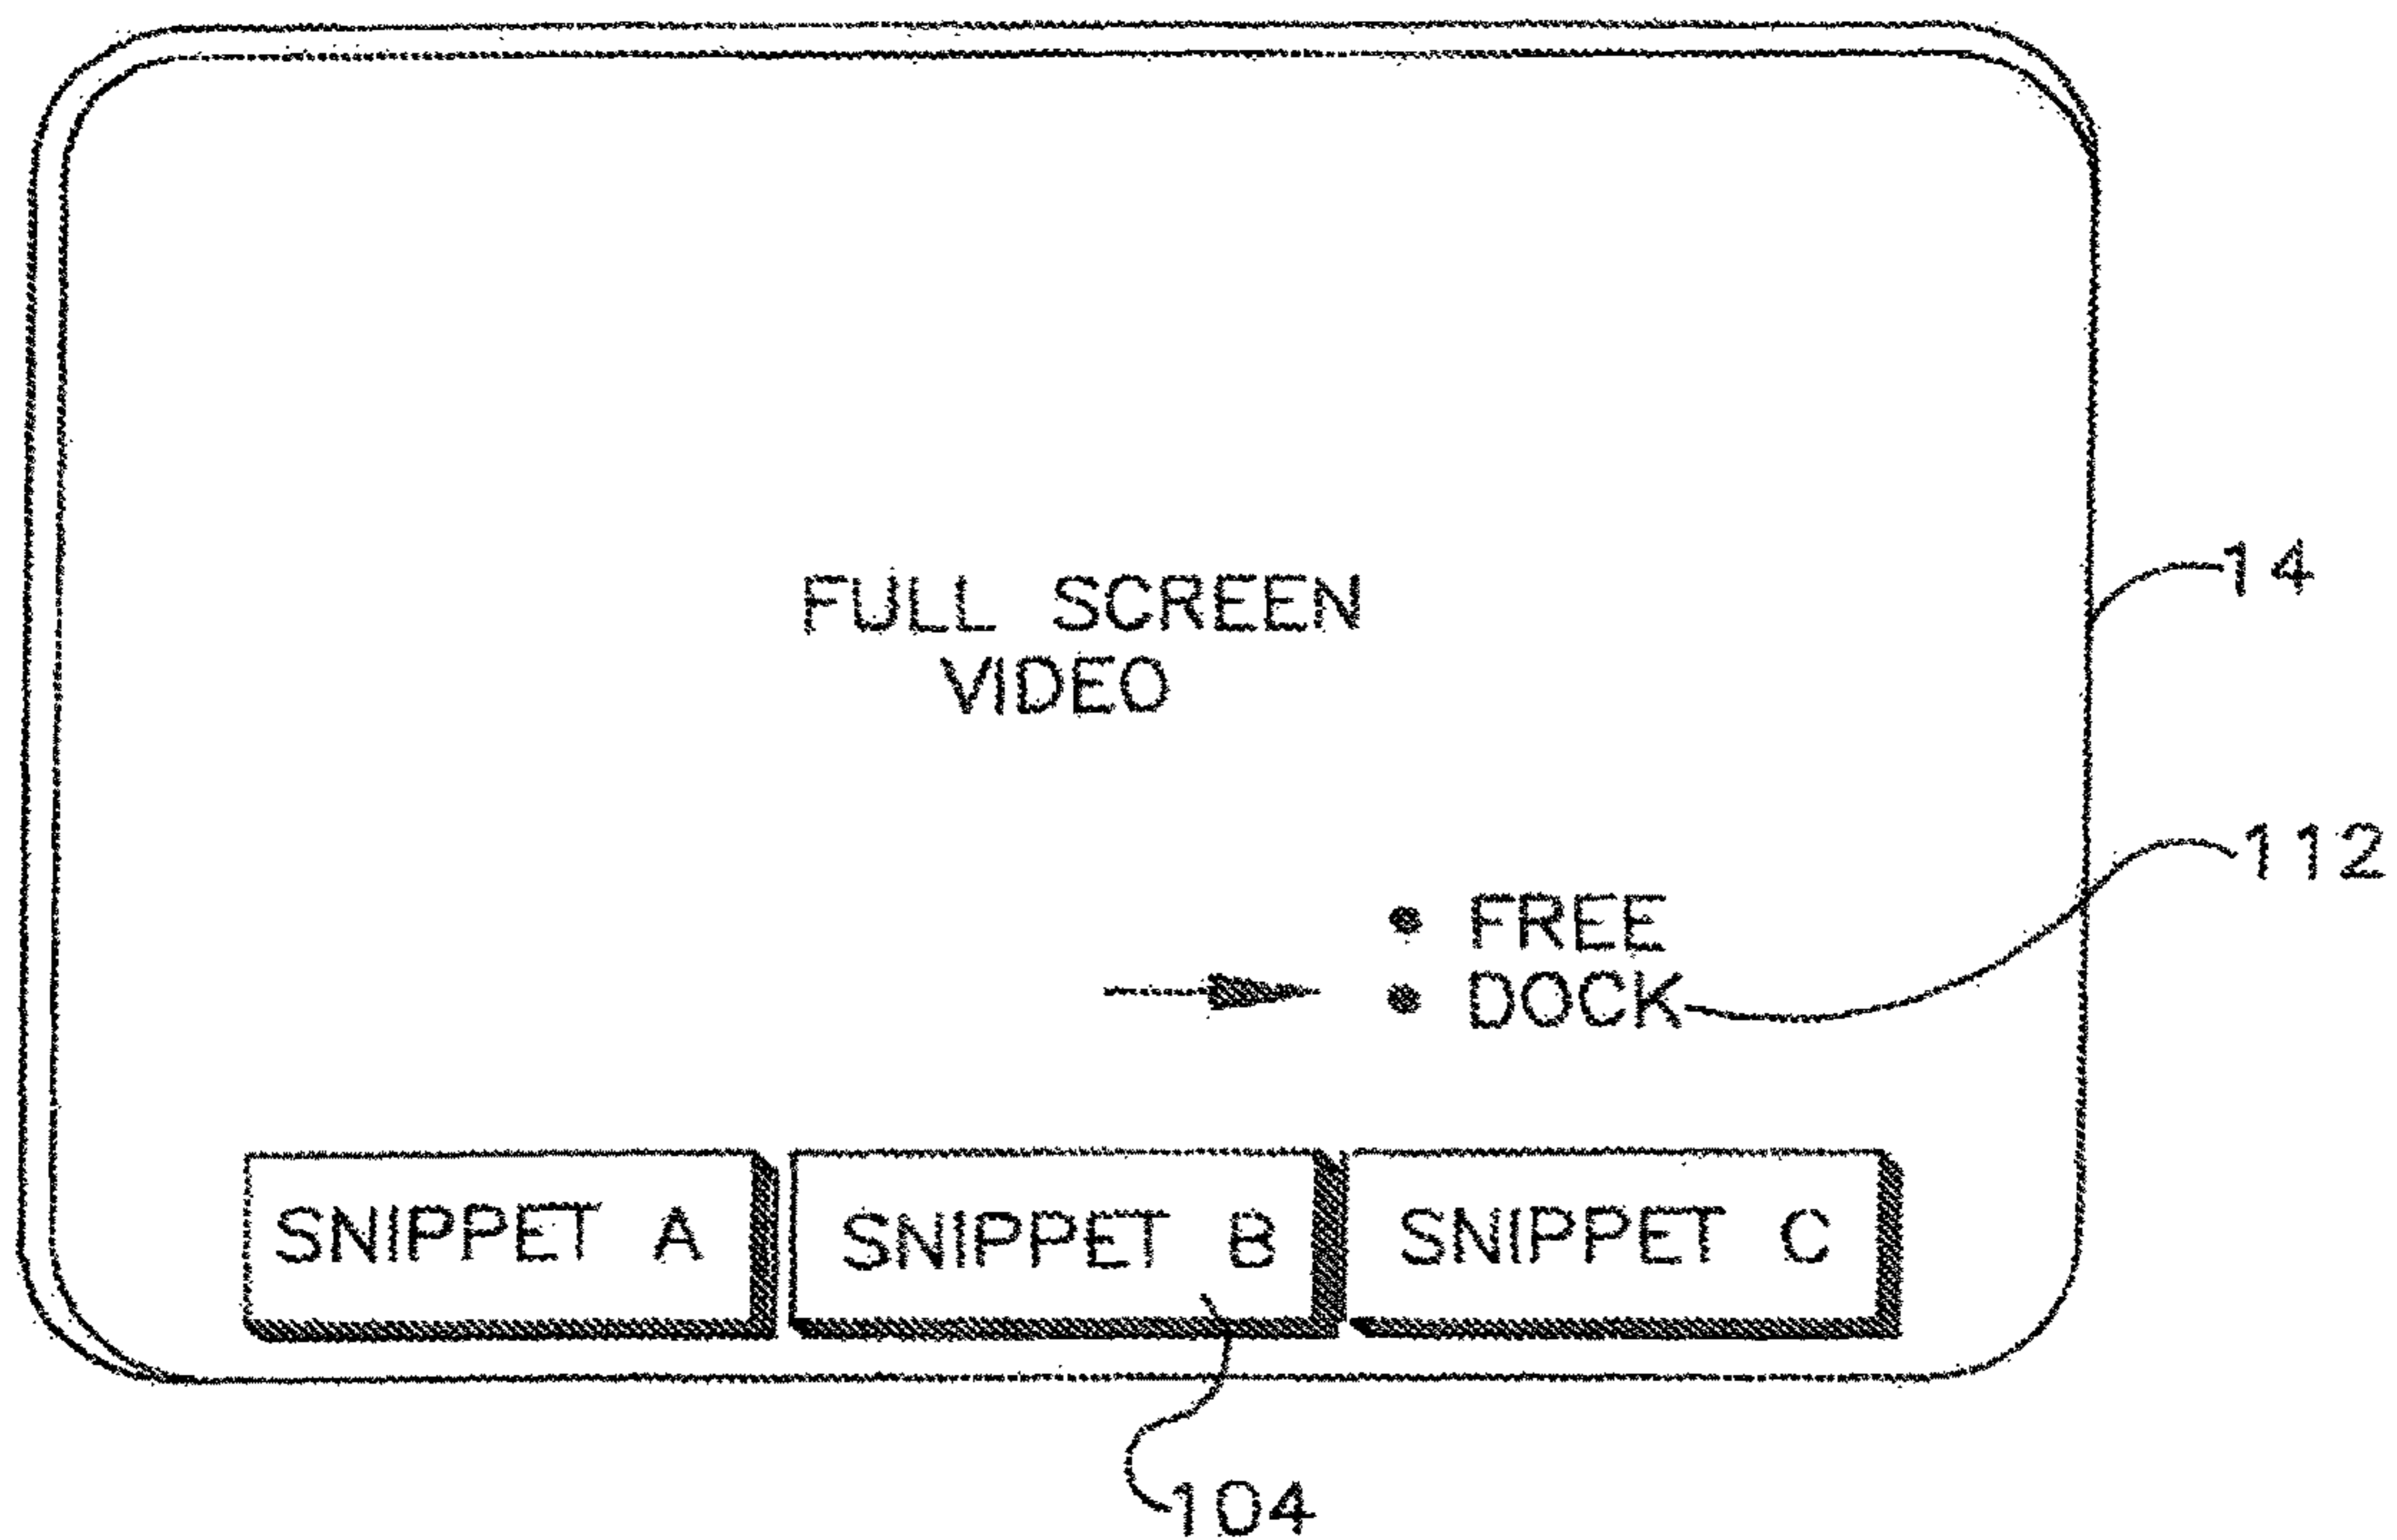 FULL SCREEN
VIDEO
14
112
• FREE
• DOCK
SNIPPET A
SNIPPET B
SNIPPET C
104